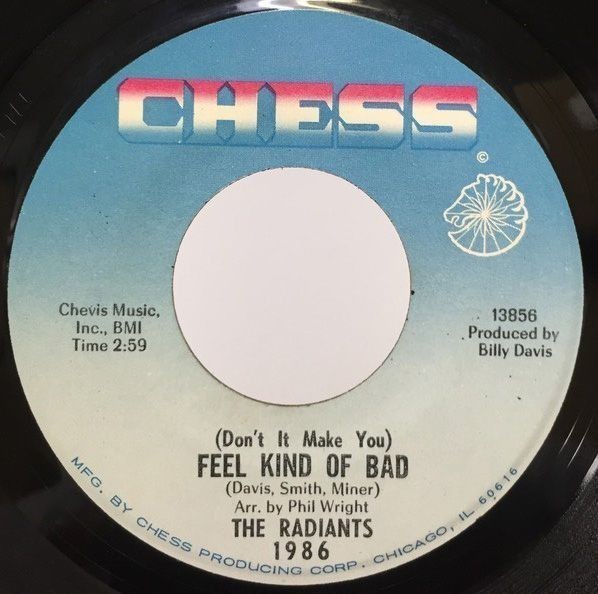 CHESS
©
Chevis Music,
Inc., BMI
Time 2:59
13856
Produced by
Billy Davis
(Don't It Make You)
FEEL KIND OF BAD
(Davis, Smith, Miner)
Arr. by Phil Wright
THE RADIANTS
1986
MFG. BY CHESS PRODUCING CORP. CHICAGO, IL 60616